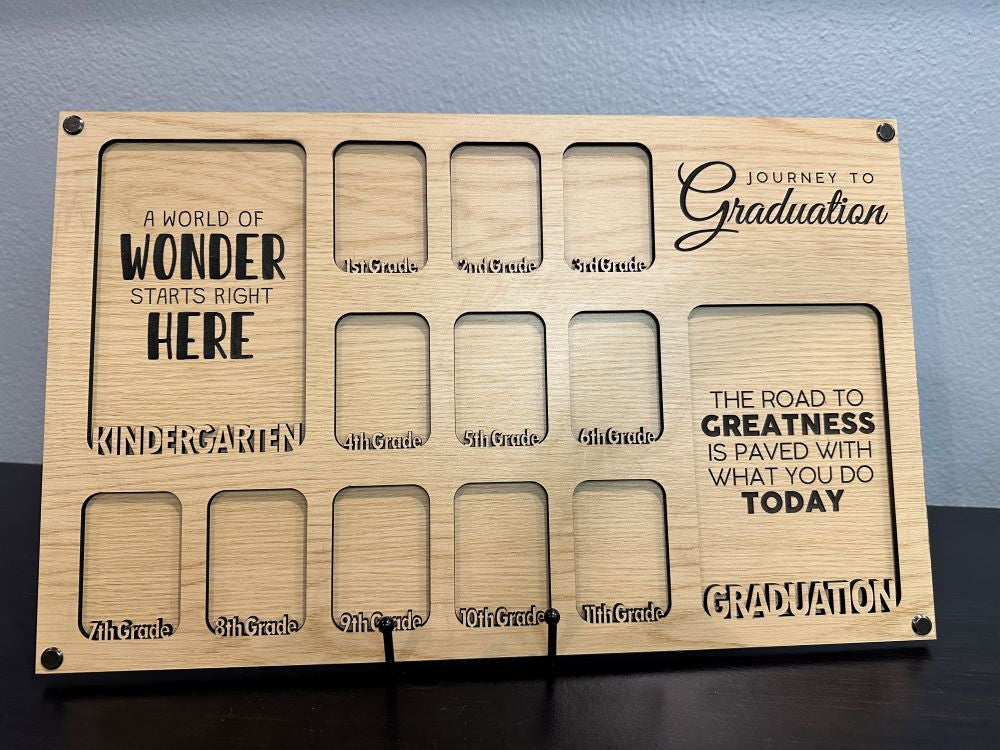 A WORLD OF
WONDER
STARTS RIGHT
HERE
KINDERGARTEN
1st Grade
2nd Grade
3rd Grade
JOURNEY TO
Graduation
4th Grade
5th Grade
6th Grade
THE ROAD TO
GREATNESS
IS PAVED WITH
WHAT YOU DO
TODAY
GRADUATION
7th Grade
8th Grade
9th Grade
10th Grade
11th Grade